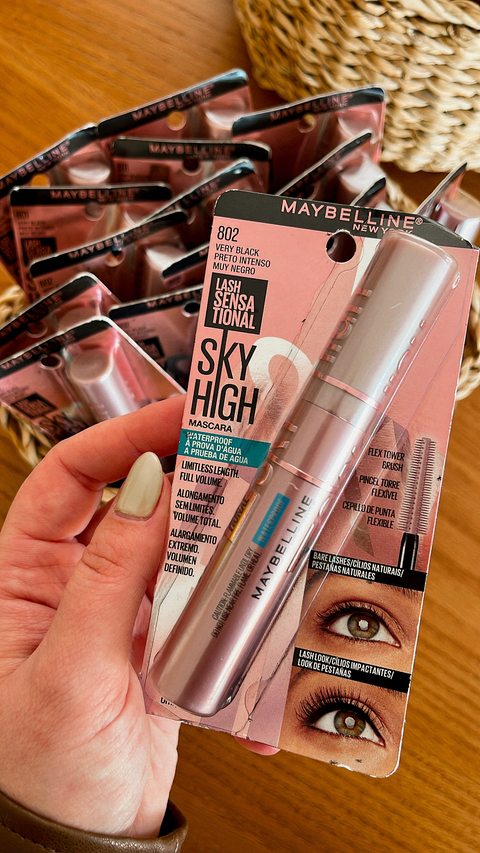 MAYBELLINE
MAYBELLINE
MAYBELLINE
MAYBELLINE
MAYBELLINE
MAYBELLINE®
NEW YORK
802
VERY BLACK
PRETO INTENSO
MUY NEGRO
LASH
SENSA
TIONAL
SKY
HIGH
MASCARA
WATERPROOF
À PROVA D'ÁGUA
A PRUEBA DE AGUA
LIMITLESS LENGTH.
FULL VOLUME.
ALONGAMENTO
SEM LIMITES.
VOLUME TOTAL.
ALARGAMIENTO
EXTREMO.
VOLUMEN
DEFINIDO.
MAYBELLINE
FLEX TOWER
BRUSH
PINCEL TORRE
FLEXÍVEL
CEPILLO DE PUNTA
FLEXIBLE
BARE LASHES/CÍLIOS NATURAIS/
PESTAÑAS NATURALES
LASH LOOK/CÍLIOS IMPACTANTES/
LOOK DE PESTAÑAS